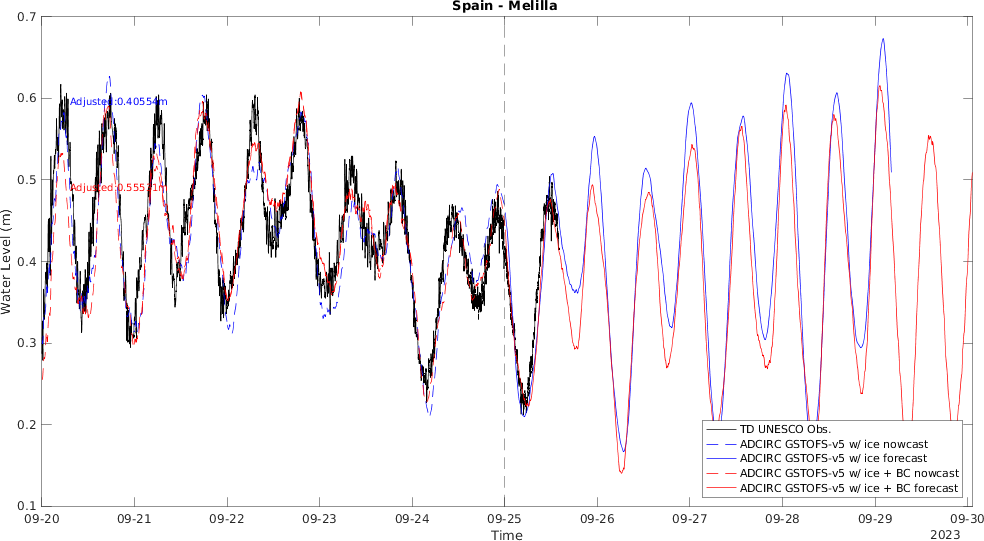 Spain - Melilla
0.7
0.6
0.5
0.4
0.3
0.2
0.1
Water Level (m)
Adjusted:0.40554m
TD UNESCO Obs.
ADCIRC GSTOFS-v5 w/ ice nowcast
ADCIRC GSTOFS-v5 w/ ice forecast
ADCIRC GSTOFS-v5 w/ ice + BC nowcast
ADCIRC GSTOFS-v5 w/ ice + BC forecast
09-20 09-21 09-22 09-23 09-24 09-25 09-26 09-27 09-28 09-29 09-30
Time
2023